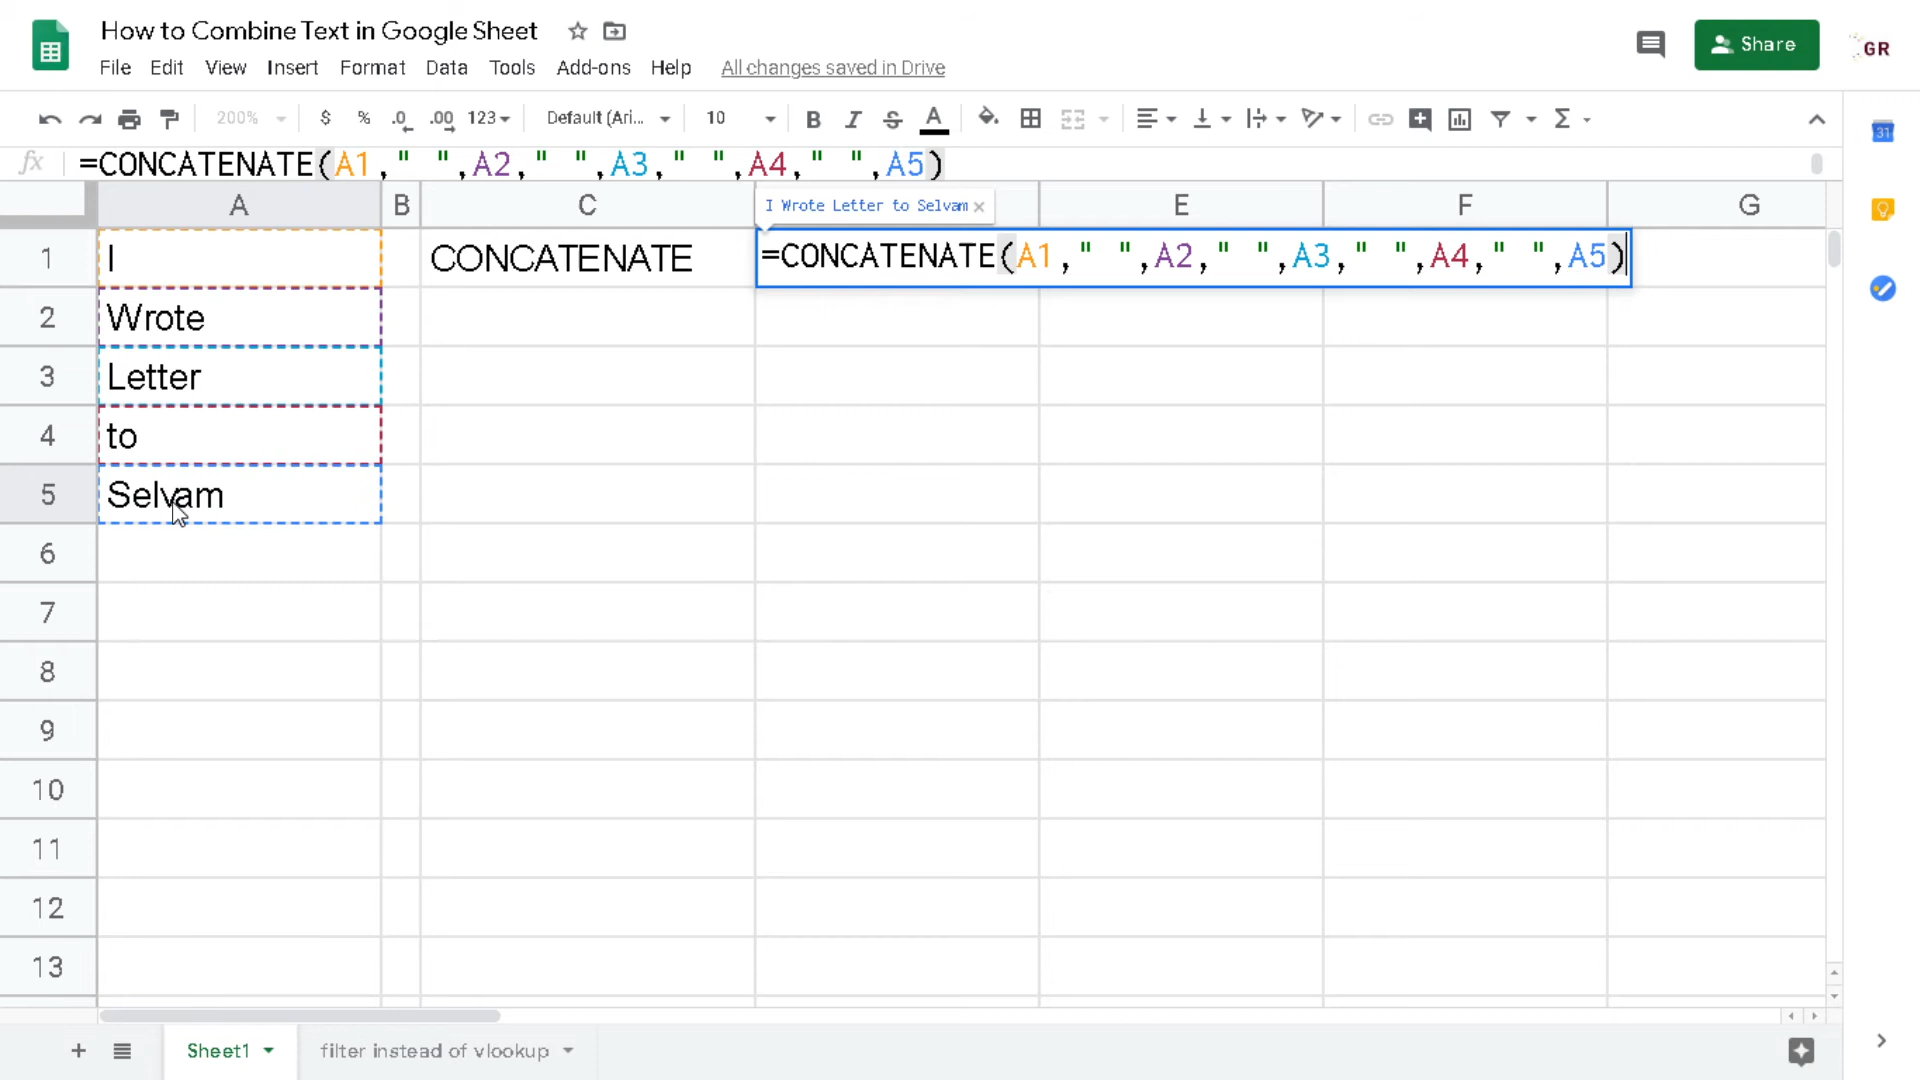 How to Combine Text in Google Sheet
Share
GR
File Edit View Insert Format Data Tools Add-ons Help All changes saved in Drive
200% $ % .0 .00 123 Default (Ari... 10 B I S A Σ
fx =CONCATENATE(A1," ",A2," ",A3," ",A4," ",A5)
31
A B C E F G
I Wrote Letter to Selvam ×
1 I CONCATENATE =CONCATENATE(A1," ",A2," ",A3," ",A4," ",A5)
2 Wrote
3 Letter
4 to
5 Selvam
6
7
8
9
10
11
12
13
+ Sheet1 filter instead of vlookup